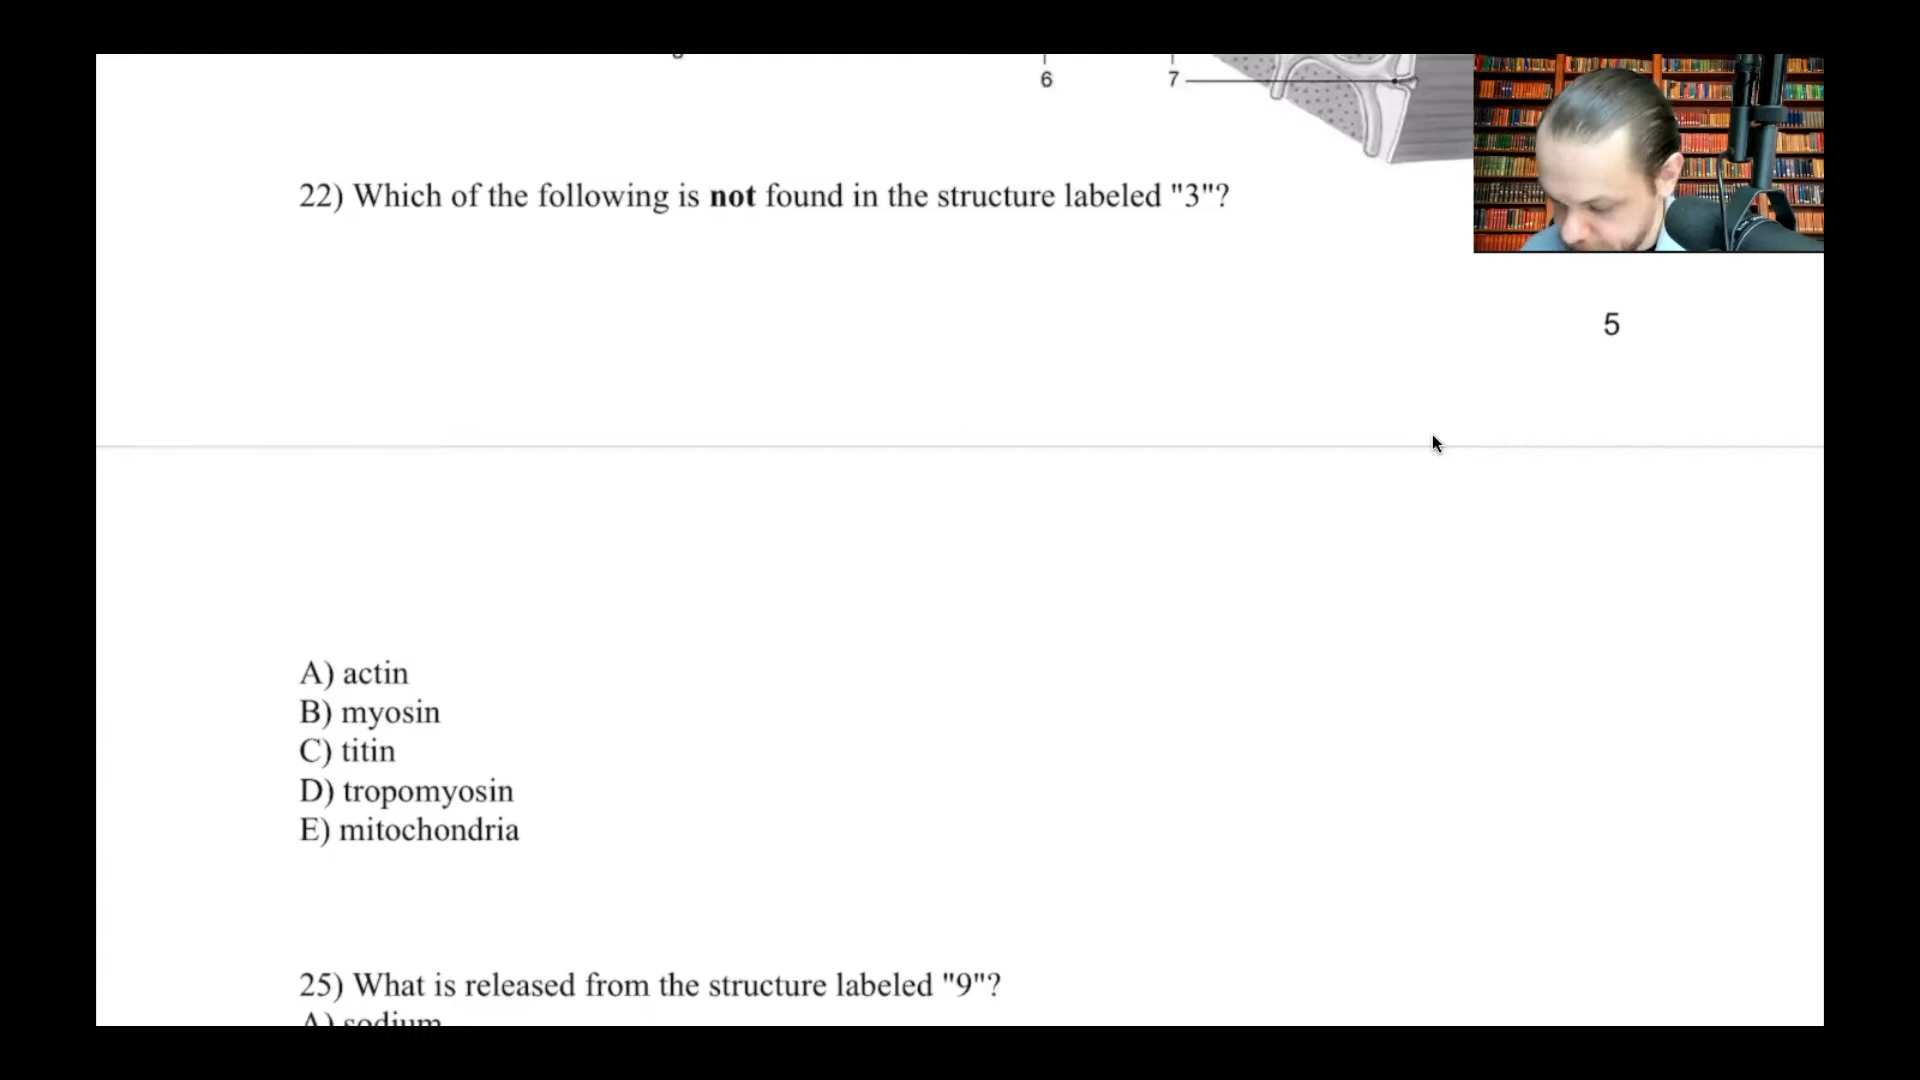 6
7
22) Which of the following is not found in the structure labeled "3"?
5
A) actin
B) myosin
C) titin
D) tropomyosin
E) mitochondria
25) What is released from the structure labeled "9"?
A) sodium